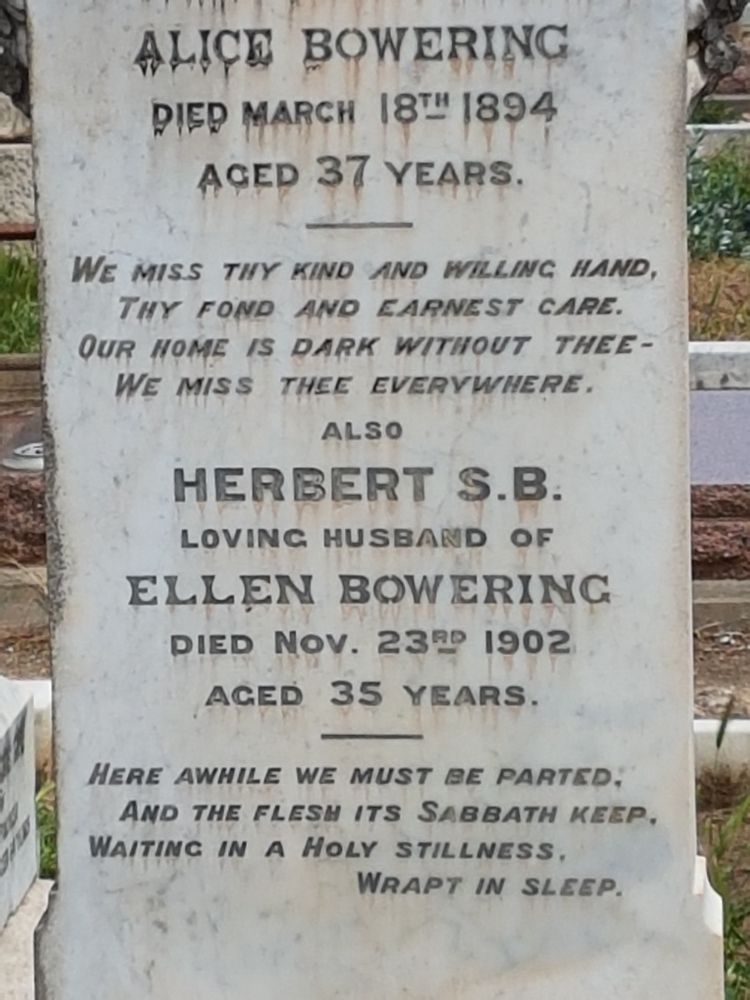 ALICE BOWERING
DIED MARCH 18TH 1894
AGED 37 YEARS.
WE MISS THY KIND AND WILLING HAND,
THY FOND AND EARNEST CARE.
OUR HOME IS DARK WITHOUT THEE-
WE MISS THEE EVERYWHERE.
ALSO
HERBERT S.B.
LOVING HUSBAND OF
ELLEN BOWERING
DIED NOV. 23RD 1902
AGED 35 YEARS.
HERE AWHILE WE MUST BE PARTED,
AND THE FLESH ITS SABBATH KEEP,
WAITING IN A HOLY STILLNESS,
WRAPT IN SLEEP.